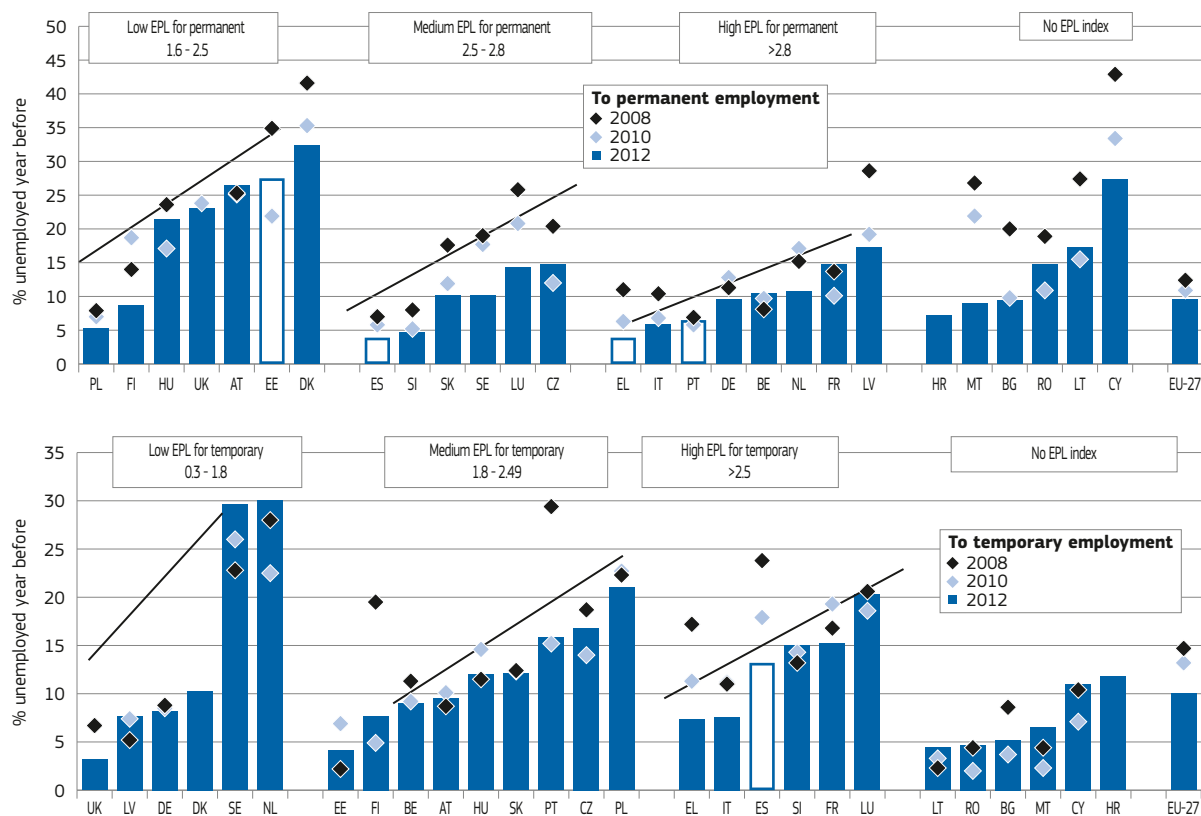 Low EPL for permanent
1.6 - 2.5
Medium EPL for permanent
2.5 - 2.8
High EPL for permanent
>2.8
No EPL index
To permanent employment
2008
2010
2012
% unemployed year before
50
45
40
35
30
25
20
15
10
5
0
PL FI HU UK AT EE DK ES SI SK SE LU CZ EL IT PT DE BE NL FR LV HR MT BG RO LT CY EU-27
Low EPL for temporary
0.3 - 1.8
Medium EPL for temporary
1.8 - 2.49
High EPL for temporary
>2.5
No EPL index
To temporary employment
2008
2010
2012
% unemployed year before
35
30
25
20
15
10
5
0
UK LV DE DK SE NL EE FI BE AT HU SK PT CZ PL EL IT ES SI FR LU LT RO BG MT CY HR EU-27